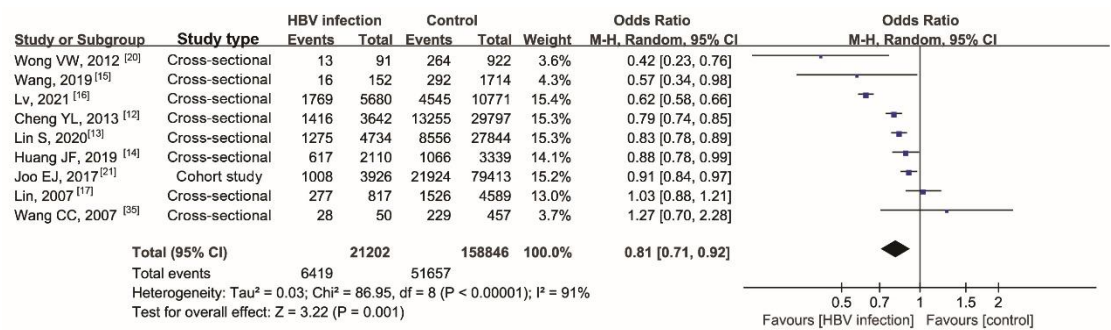 HBV infection Control Odds Ratio Odds Ratio
Study or Subgroup Study type Events Total Events Total Weight M-H, Random, 95% CI M-H, Random, 95% CI
Wong VW, 2012 [20] Cross-sectional 13 91 264 922 3.6% 0.42 [0.23, 0.76]
Wang, 2019 [15] Cross-sectional 16 152 292 1714 4.3% 0.57 [0.34, 0.98]
Lv, 2021 [16] Cross-sectional 1769 5680 4545 10771 15.4% 0.62 [0.58, 0.66]
Cheng YL, 2013 [12] Cross-sectional 1416 3642 13255 29797 15.3% 0.79 [0.74, 0.85]
Lin S, 2020[13] Cross-sectional 1275 4734 8556 27844 15.3% 0.83 [0.78, 0.89]
Huang JF, 2019 [14] Cross-sectional 617 2110 1066 3339 14.1% 0.88 [0.78, 0.99]
Joo EJ, 2017[21] Cohort study 1008 3926 21924 79413 15.2% 0.91 [0.84, 0.97]
Lin, 2007 [17] Cross-sectional 277 817 1526 4589 13.0% 1.03 [0.88, 1.21]
Wang CC, 2007 [35] Cross-sectional 28 50 229 457 3.7% 1.27 [0.70, 2.28]
Total (95% CI) 21202 158846 100.0% 0.81 [0.71, 0.92]
Total events 6419 51657
Heterogeneity: Tau² = 0.03; Chi² = 86.95, df = 8 (P < 0.00001); I² = 91%
Test for overall effect: Z = 3.22 (P = 0.001)
0.5 0.7 1 1.5 2
Favours [HBV infection] Favours [control]